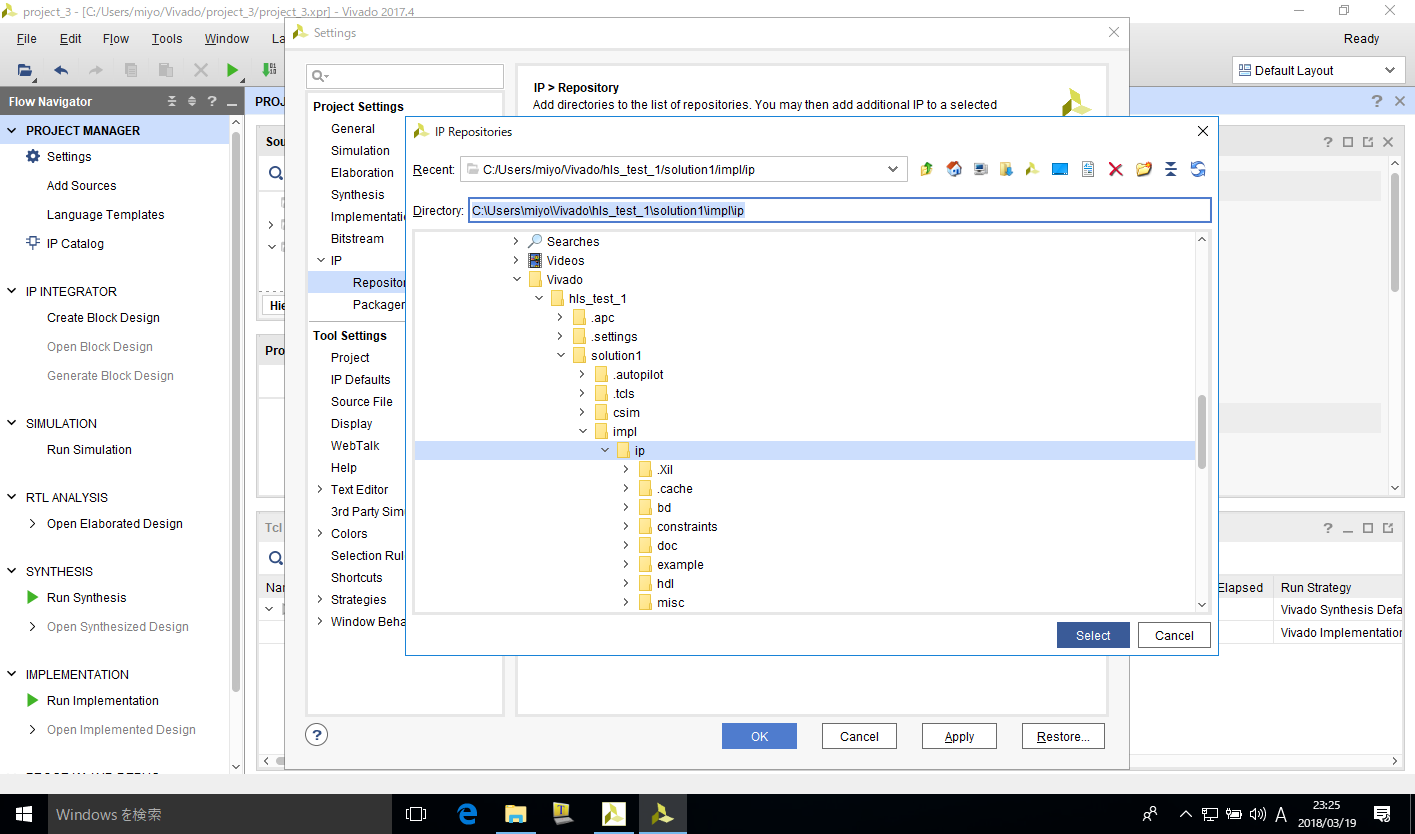 project_3 - [C:/Users/miyo/Vivado/project_3/project_3.xpr] - Vivado 2017.4
File Edit Flow Tools Window La
Ready
Default Layout
Flow Navigator
PROJ
PROJECT MANAGER
Settings
Add Sources
Language Templates
IP Catalog
IP INTEGRATOR
Create Block Design
Open Block Design
Generate Block Design
SIMULATION
Run Simulation
RTL ANALYSIS
Open Elaborated Design
SYNTHESIS
Run Synthesis
Open Synthesized Design
IMPLEMENTATION
Run Implementation
Open Implemented Design
Sou
Hie
Pro
Tcl
Nar
Elapsed Run Strategy
Vivado Synthesis Defa
Vivado Implementation
Settings
Project Settings
General
Simulation
Elaboration
Synthesis
Implementati
Bitstream
IP
Repositor
Packager
Tool Settings
Project
IP Defaults
Source File
Display
WebTalk
Help
Text Editor
3rd Party Sim
Colors
Selection Rul
Shortcuts
Strategies
Window Beha
IP > Repository
Add directories to the list of repositories. You may then add additional IP to a selected
OK Cancel Apply Restore...
IP Repositories
Recent: C:/Users/miyo/Vivado/hls_test_1/solution1/impl/ip
Directory: C:\Users\miyo\Vivado\hls_test_1\solution1\impl\ip
Searches
Videos
Vivado
hls_test_1
.apc
.settings
solution1
.autopilot
.tcls
csim
impl
ip
.Xil
.cache
bd
constraints
doc
example
hdl
misc
Select Cancel
Windows を検索
A
23:25
2018/03/19